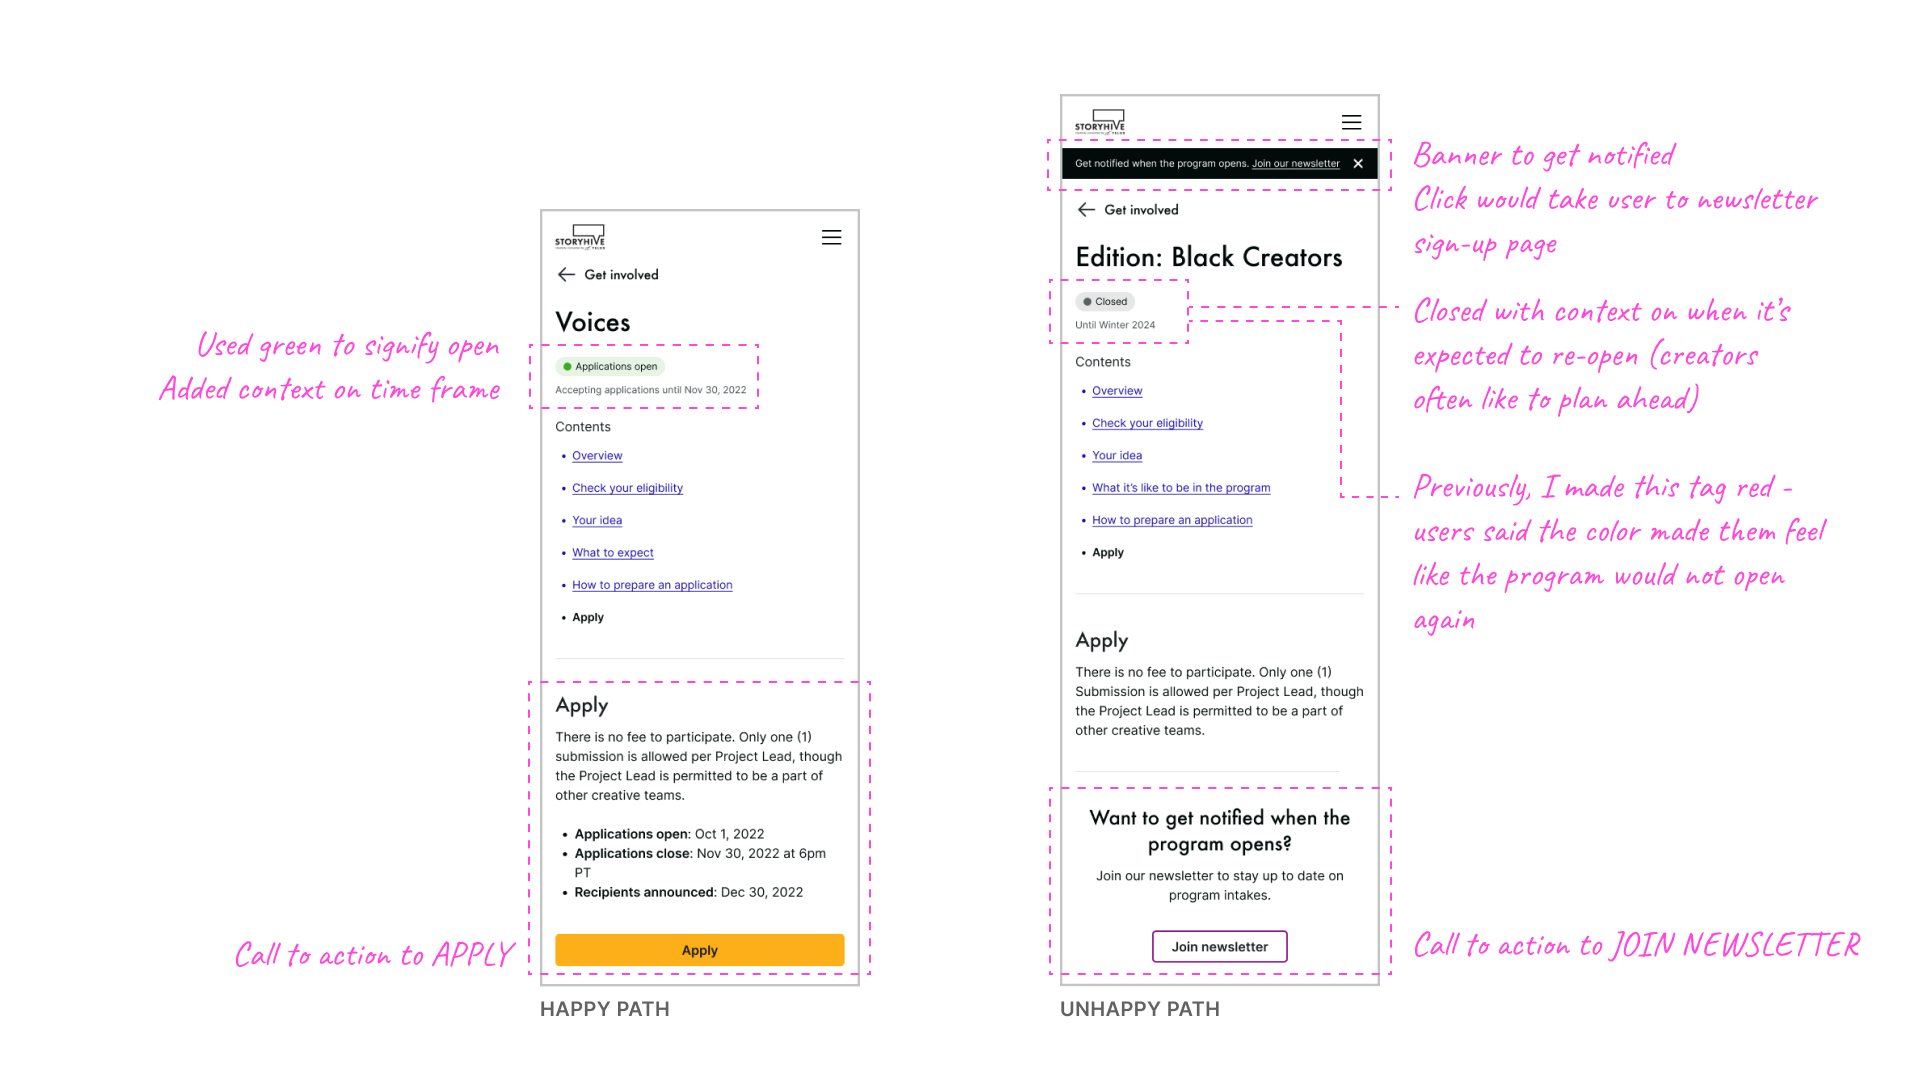 Used green to signify open
Added context on time frame
Call to action to APPLY
STORYHIVE
Get involved
Voices
Applications open
Accepting applications until Nov 30, 2022
Contents
• Overview
• Check your eligibility
• Your idea
• What to expect
• How to prepare an application
• Apply
Apply
There is no fee to participate. Only one (1)
submission is allowed per Project Lead, though
the Project Lead is permitted to be a part of
other creative teams.
• Applications open: Oct 1, 2022
• Applications close: Nov 30, 2022 at 6pm
PT
• Recipients announced: Dec 30, 2022
Apply
HAPPY PATH
STORYHIVE
Get notified when the program opens. Join our newsletter
Get involved
Edition: Black Creators
Closed
Until Winter 2024
Contents
• Overview
• Check your eligibility
• Your idea
• What it's like to be in the program
• How to prepare an application
• Apply
Apply
There is no fee to participate. Only one (1)
Submission is allowed per Project Lead, though
the Project Lead is permitted to be a part of
other creative teams.
Want to get notified when the
program opens?
Join our newsletter to stay up to date on
program intakes.
Join newsletter
UNHAPPY PATH
Banner to get notified
Click would take user to newsletter
sign-up page
Closed with context on when it's
expected to re-open (creators
often like to plan ahead)
Previously, I made this tag red -
users said the color made them feel
like the program would not open
again
Call to action to JOIN NEWSLETTER